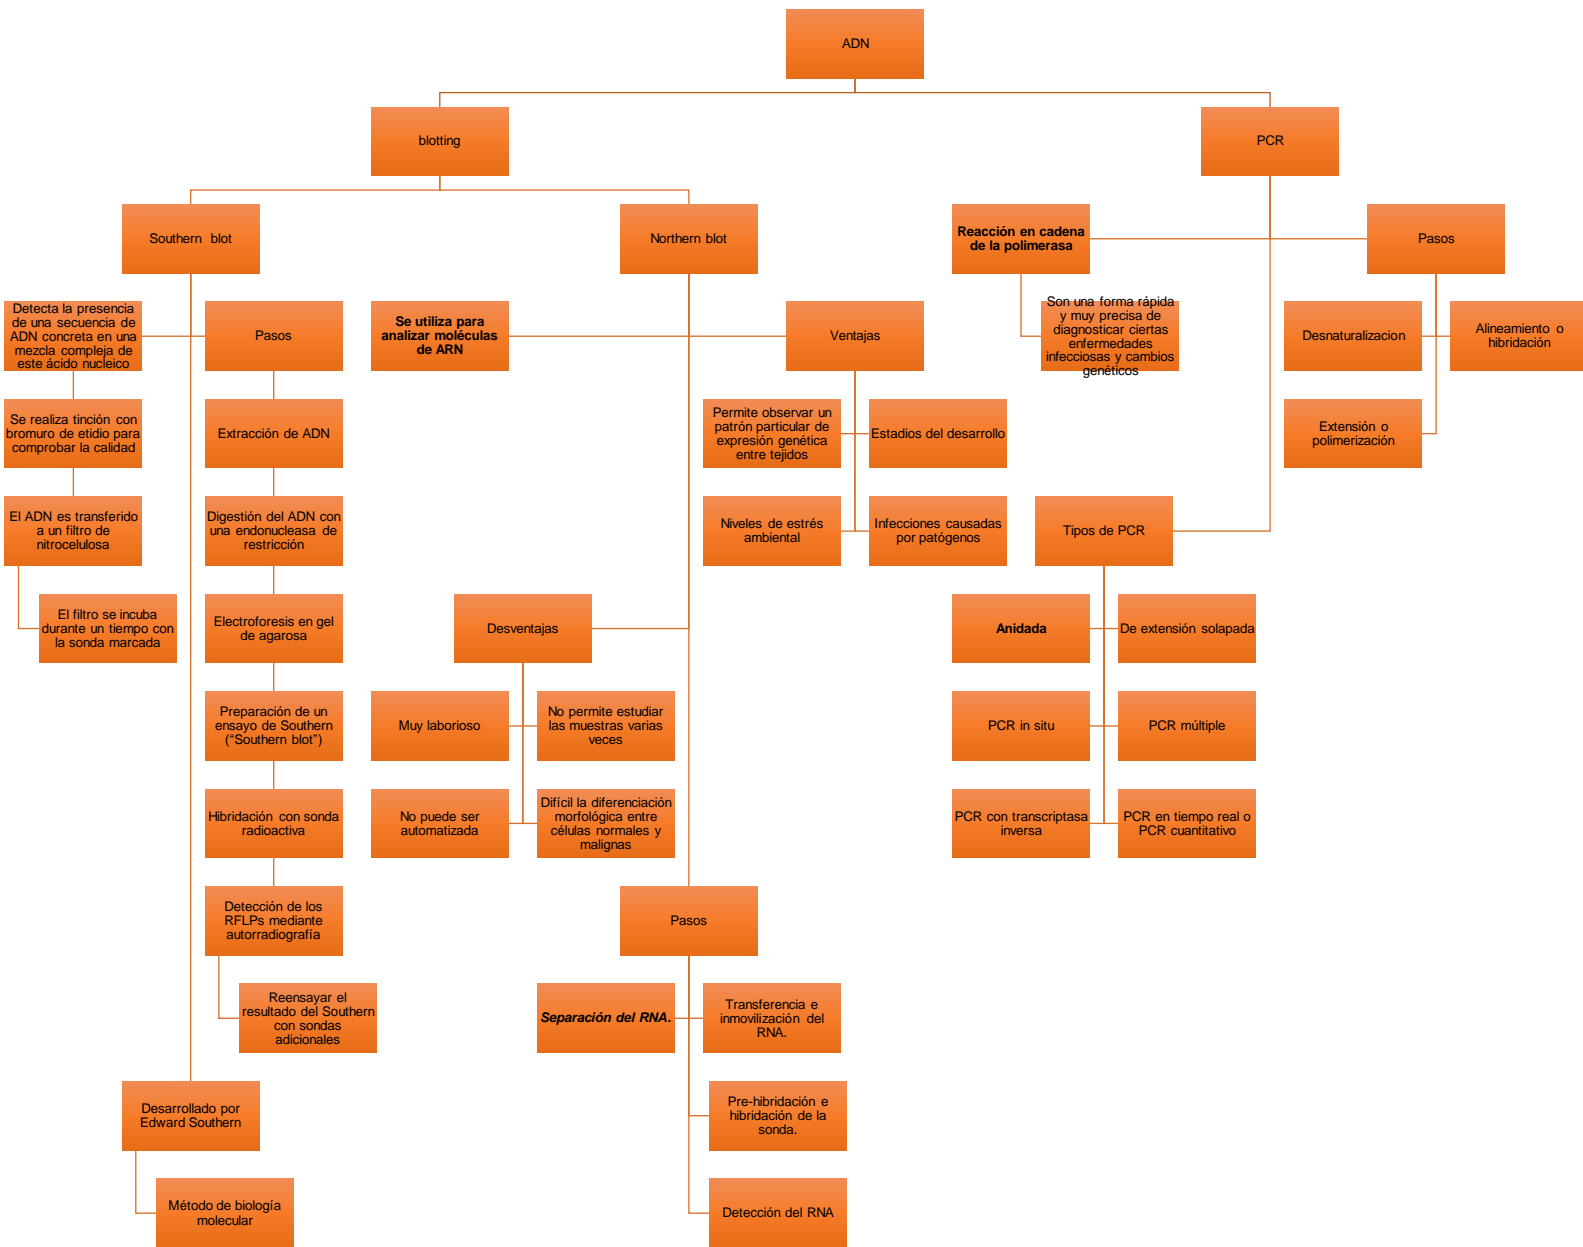 ADN
blotting
PCR
Southern blot
Northern blot
Reacción en cadena
de la polimerasa
Pasos
Detecta la presencia
de una secuencia de
ADN concreta en una
mezcla compleja de
este ácido nucleico
Pasos
Se utiliza para
analizar moléculas
de ARN
Ventajas
Son una forma rápida
y muy precisa de
diagnosticar ciertas
enfermedades
infecciosas y cambios
genéticos
Desnaturalizacion
Alineamiento o
hibridación
Se realiza tinción con
bromuro de etidio para
comprobar la calidad
Extracción de ADN
Permite observar un
patrón particular de
expresión genética
entre tejidos
Estadios del desarrollo
Extensión o
polimerización
El ADN es transferido
a un filtro de
nitrocelulosa
Digestión del ADN con
una endonucleasa de
restricción
Niveles de estrés
ambiental
Infecciones causadas
por patógenos
Tipos de PCR
El filtro se incuba
durante un tiempo con
la sonda marcada
Electroforesis en gel
de agarosa
Desventajas
Anidada
De extensión solapada
Preparación de un
ensayo de Southern
(“Southern blot”)
Muy laborioso
No permite estudiar
las muestras varias
veces
PCR in situ
PCR múltiple
Hibridación con sonda
radioactiva
No puede ser
automatizada
Difícil la diferenciación
morfológica entre
células normales y
malignas
PCR con transcriptasa
inversa
PCR en tiempo real o
PCR cuantitativo
Detección de los
RFLPs mediante
autorradiografía
Pasos
Reensayar el
resultado del Southern
con sondas
adicionales
Separación del RNA.
Transferencia e
inmovilización del
RNA.
Desarrollado por
Edward Southern
Pre-hibridación e
hibridación de la
sonda.
Método de biología
molecular
Detección del RNA